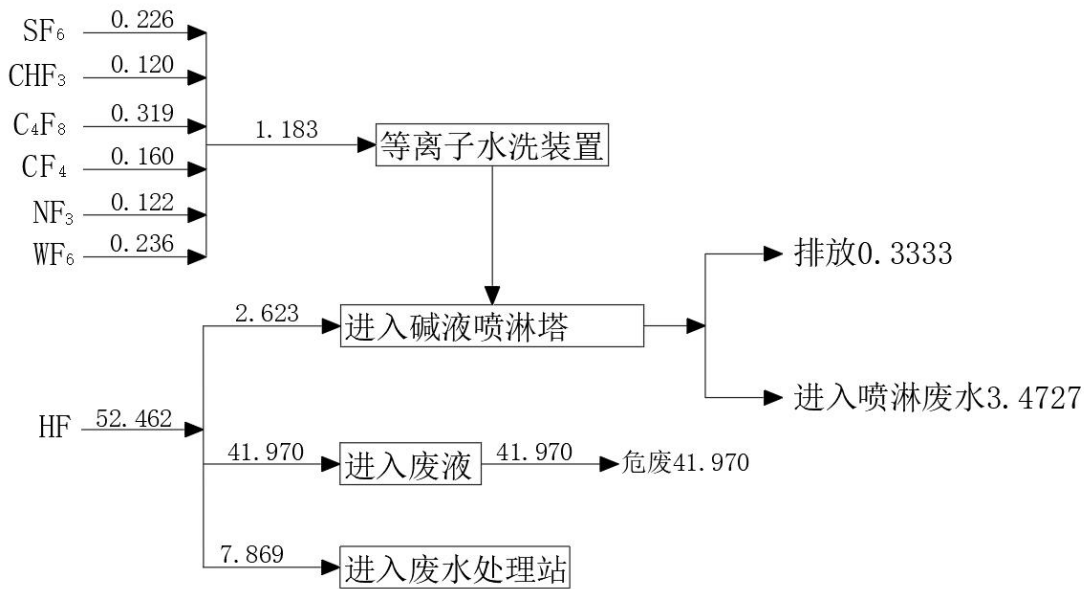 SF₆ 0.226
CHF₃ 0.120
C₄F₈ 0.319
1.183 等离子水洗装置
CF₄ 0.160
NF₃ 0.122
WF₆ 0.236
排放0.3333
2.623 进入碱液喷淋塔
进入喷淋废水3.4727
HF 52.462
41.970 进入废液 41.970 危废41.970
7.869 进入废水处理站